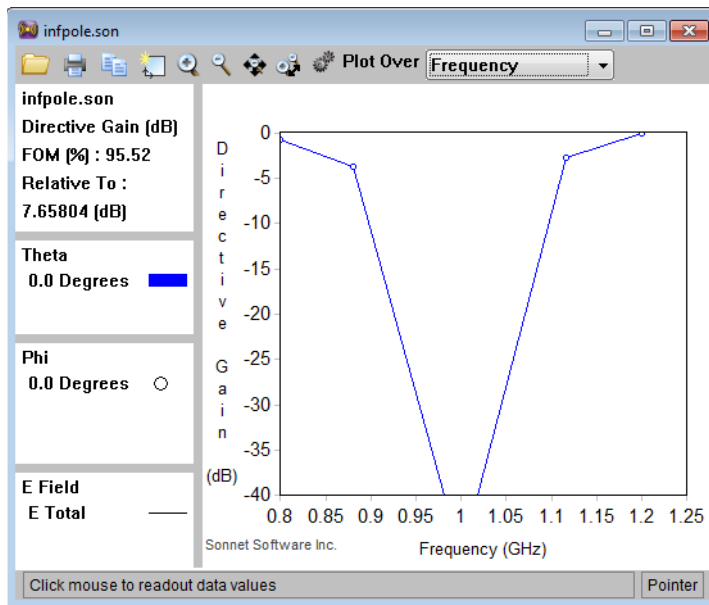 infpole.son
Plot Over Frequency
infpole.son
Directive Gain (dB)
FOM (%) : 95.52
Relative To :
7.65804 (dB)
Theta
0.0 Degrees
Phi
0.0 Degrees
E Field
E Total
Directive Gain (dB)
0
-5
-10
-15
-20
-25
-30
-35
-40
0.8 0.85 0.9 0.95 1 1.05 1.1 1.15 1.2 1.25
Sonnet Software Inc.
Frequency (GHz)
Click mouse to readout data values
Pointer